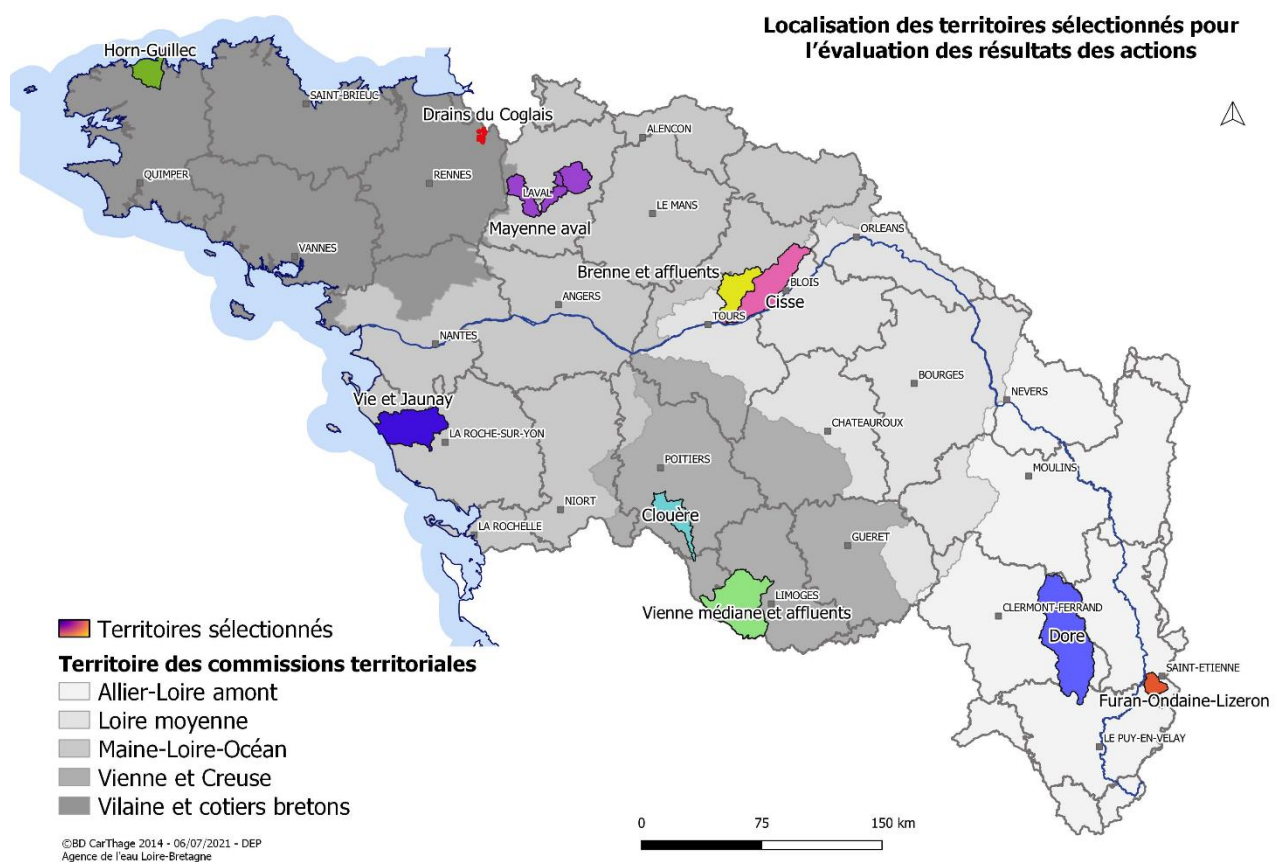 Localisation des territoires sélectionnés pour
l'évaluation des résultats des actions
Horn-Guillec
SAINT-BRIEUC
Drains du Coglais
ALENCON
QUIMPER
RENNES
LAVAL
LE MANS
Mayenne aval
VANNES
ORLEANS
Brenne et affluents
BLOIS
Cisse
ANGERS
TOURS
NANTES
BOURGES
NEVERS
Vie et Jaunay
LA ROCHE-SUR-YON
CHATEAUROUX
POITIERS
MOULINS
NIORT
Clouère
LA ROCHELLE
GUERET
LIMOGES
Vienne médiane et affluents
CLERMONT-FERRAND
Dore
SAINT-ETIENNE
Furan-Ondaine-Lizeron
LE PUY-EN-VELAY
Territoires sélectionnés
Territoire des commissions territoriales
Allier-Loire amont
Loire moyenne
Maine-Loire-Océan
Vienne et Creuse
Vilaine et cotiers bretons
0 75 150 km
©BD CarThage 2014 - 06/07/2021 - DEP
Agence de l'eau Loire-Bretagne